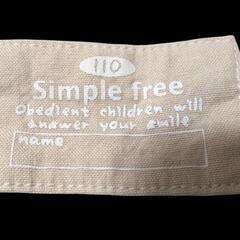 110
Simple free
Obedient children will
answer your smile
name